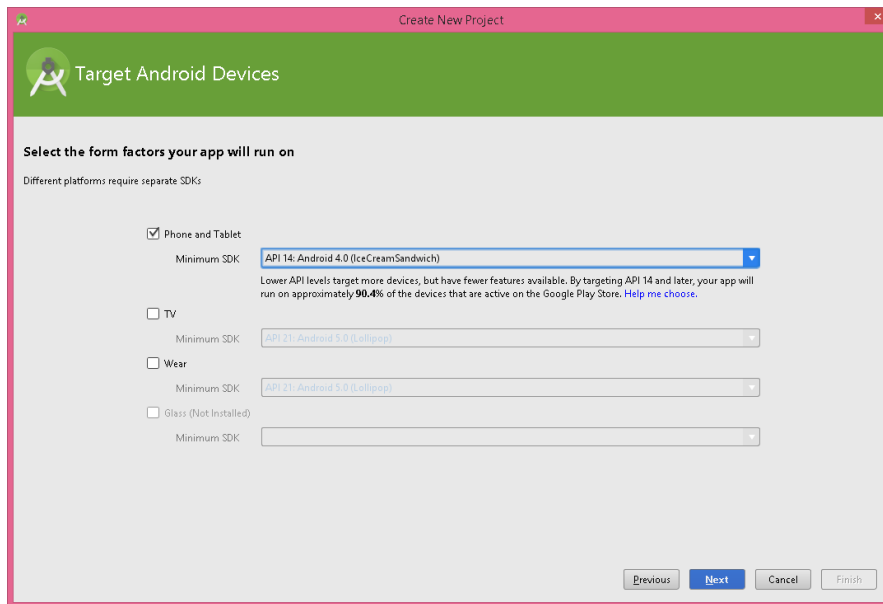 Create New Project
Target Android Devices
Select the form factors your app will run on
Different platforms require separate SDKs
Phone and Tablet
Minimum SDK
API 14: Android 4.0 (IceCreamSandwich)
Lower API levels target more devices, but have fewer features available. By targeting API 14 and later, your app will
run on approximately 90.4% of the devices that are active on the Google Play Store. Help me choose.
TV
Minimum SDK
API 21: Android 5.0 (Lollipop)
Wear
Minimum SDK
API 21: Android 5.0 (Lollipop)
Glass (Not Installed)
Minimum SDK
Previous
Next
Cancel
Finish